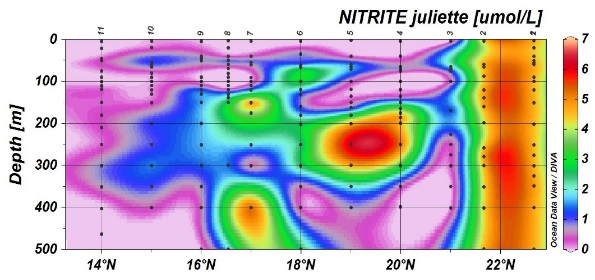 NITRITE juliette [umol/L]
11 10 9 8 7 6 5 4 3 2 2
Depth [m]
0
100
200
300
400
500
14°N 16°N 18°N 20°N 22°N
7
6
5
4
3
2
1
0
Ocean Data View / DIVA